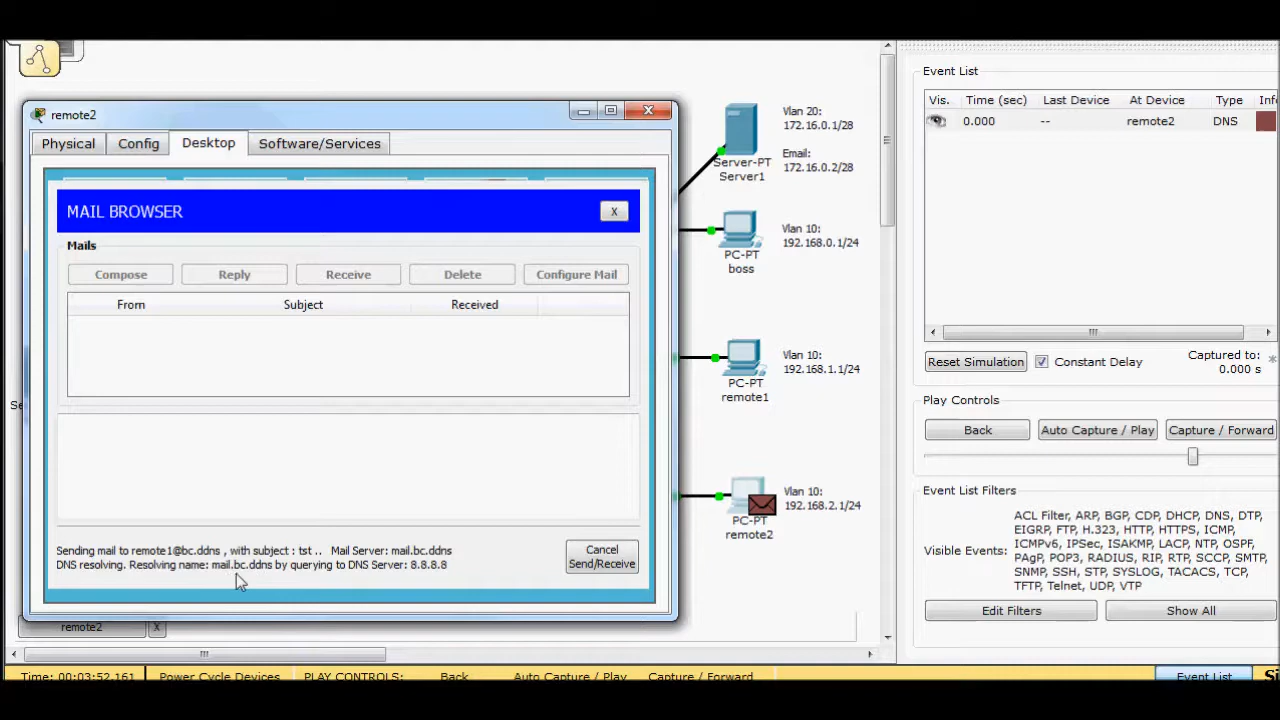 remote2
Physical
Config
Desktop
Software/Services
MAIL BROWSER
X
Mails
Compose
Reply
Receive
Delete
Configure Mail
From
Subject
Received
Sending mail to remote1@bc.ddns , with subject : tst .. Mail Server: mail.bc.ddns
DNS resolving. Resolving name: mail.bc.ddns by querying to DNS Server: 8.8.8.8
Cancel
Send/Receive
remote2
X
Se
Server-PT
Server1
Vlan 20:
172.16.0.1/28
Email:
172.16.0.2/28
PC-PT
boss
Vlan 10:
192.168.0.1/24
PC-PT
remote1
Vlan 10:
192.168.1.1/24
PC-PT
remote2
Vlan 10:
192.168.2.1/24
Event List
Vis.
Time (sec)
Last Device
At Device
Type
Info
0.000
--
remote2
DNS
Reset Simulation
Constant Delay
Captured to:
0.000 s
*
Play Controls
Back
Auto Capture / Play
Capture / Forward
Event List Filters
Visible Events:
ACL Filter, ARP, BGP, CDP, DHCP, DNS, DTP,
EIGRP, FTP, H.323, HTTP, HTTPS, ICMP,
ICMPv6, IPSec, ISAKMP, LACP, NTP, OSPF,
PAgP, POP3, RADIUS, RIP, RTP, SCCP, SMTP,
SNMP, SSH, STP, SYSLOG, TACACS, TCP,
TFTP, Telnet, UDP, VTP
Edit Filters
Show All
Time: 00:03:52.161
Power Cycle Devices
PLAY CONTROLS:
Back
Auto Capture / Play
Capture / Forward
Event List
Si